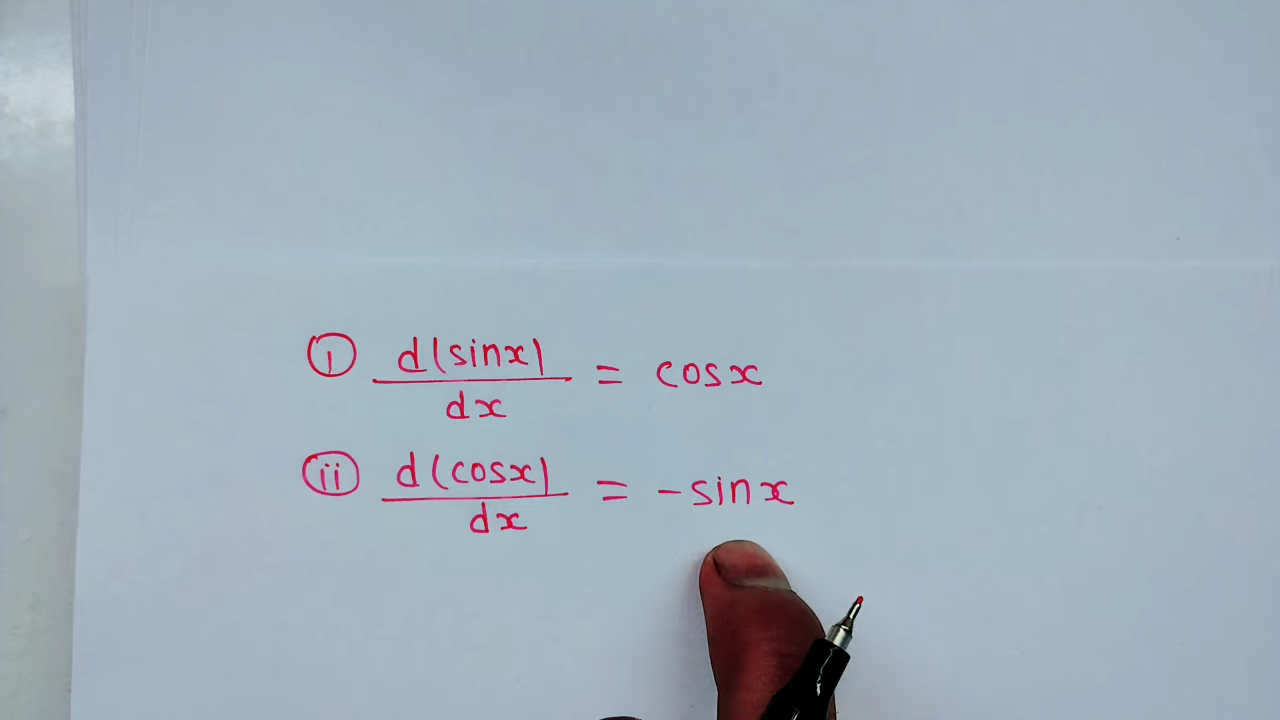 (i) d(sinx)/dx = cosx
(ii) d(cosx)/dx = -sinx